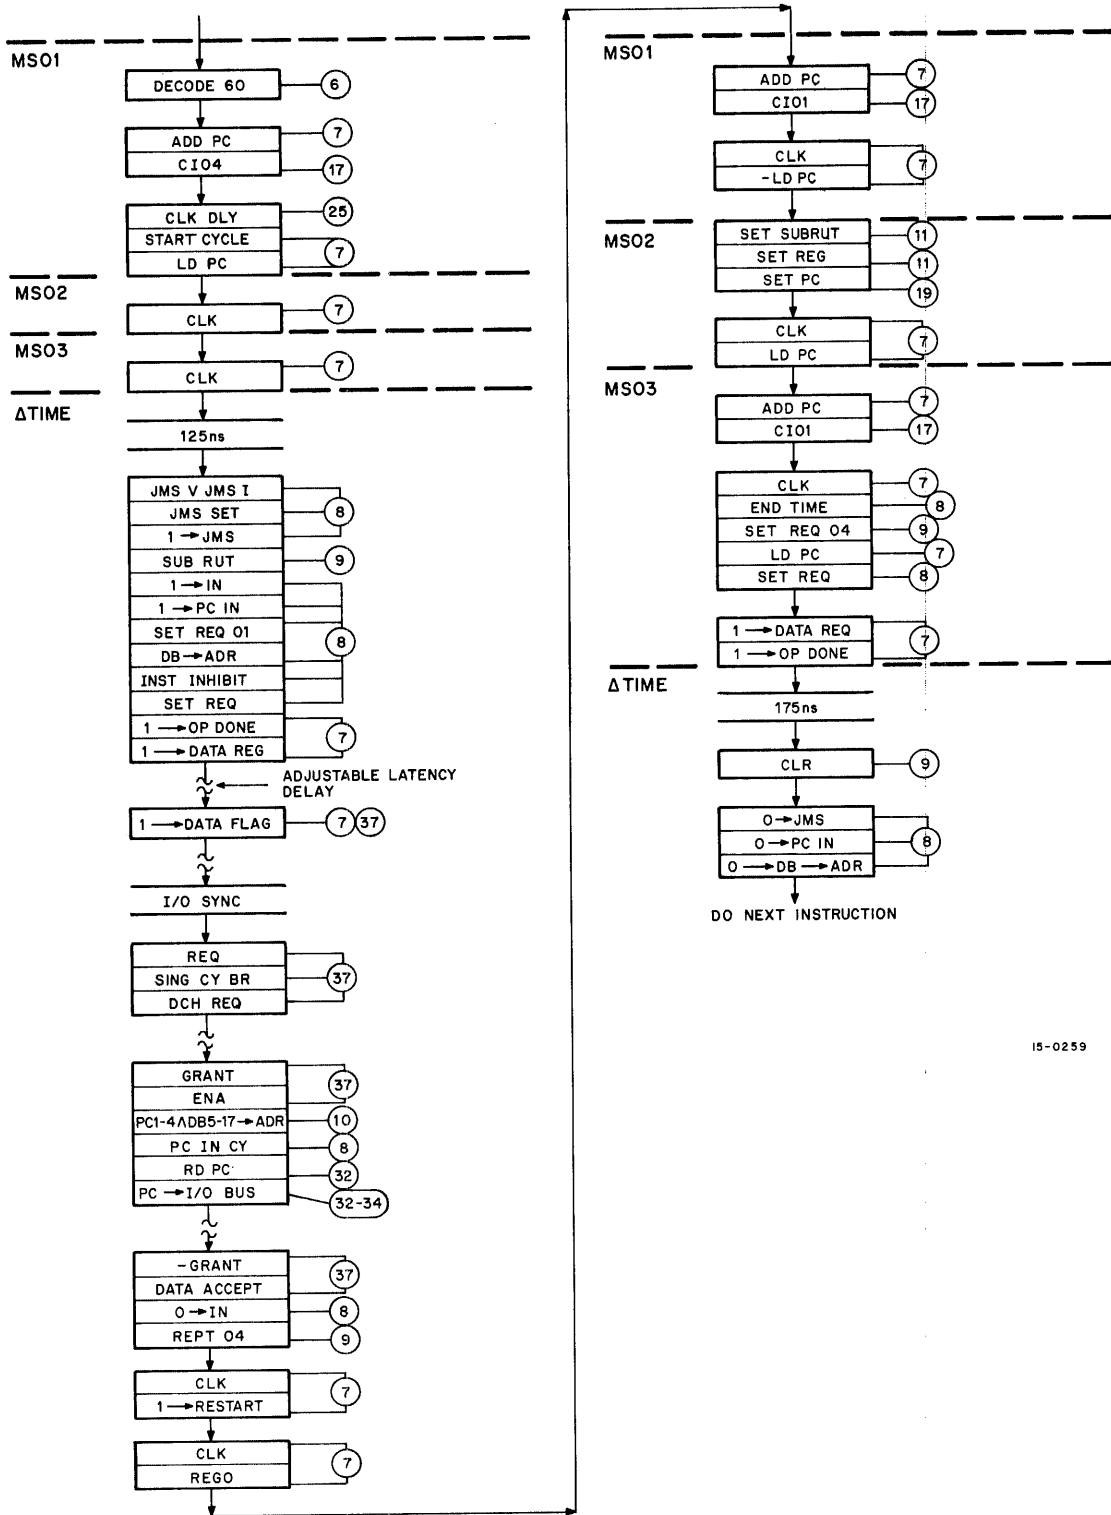 MS01
DECODE 60
6
ADD PC
7
CI04
17
CLK DLY
25
START CYCLE
LD PC
7
MS02
CLK
7
MS03
CLK
7
ΔTIME
125ns
JMS V JMS I
JMS SET
1→JMS
8
SUB RUT
9
1→IN
1→PC IN
SET REQ 01
DB→ADR
INST INHIBIT
SET REQ
8
1→OP DONE
1→DATA REG
7
ADJUSTABLE LATENCY
DELAY
1→DATA FLAG
7 37
I/O SYNC
REQ
SING CY BR
DCH REQ
37
GRANT
ENA
37
PC1-4ΛDB5-17→ADR
10
PC IN CY
8
RD PC
32
PC→I/O BUS
32-34
-GRANT
DATA ACCEPT
37
0→IN
8
REPT 04
9
CLK
1→RESTART
7
CLK
REGO
7
MS01
ADD PC
7
CI01
17
CLK
-LD PC
7
MS02
SET SUBRUT
11
SET REG
11
SET PC
19
CLK
LD PC
7
MS03
ADD PC
7
CI01
17
CLK
7
END TIME
8
SET REQ 04
9
LD PC
7
SET REQ
8
1→DATA REQ
1→OP DONE
7
ΔTIME
175ns
CLR
9
0→JMS
0→PC IN
0→DB→ADR
8
DO NEXT INSTRUCTION
15-0259